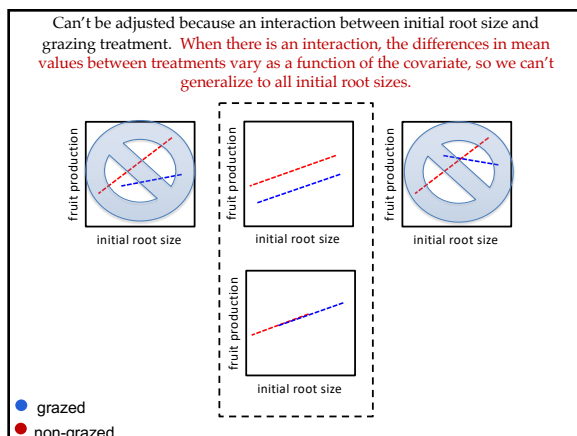 Can't be adjusted because an interaction between initial root size and
grazing treatment. When there is an interaction, the differences in mean
values between treatments vary as a function of the covariate, so we can't
generalize to all initial root sizes.
fruit production
initial root size
fruit production
initial root size
fruit production
initial root size
fruit production
initial root size
grazed
non-grazed